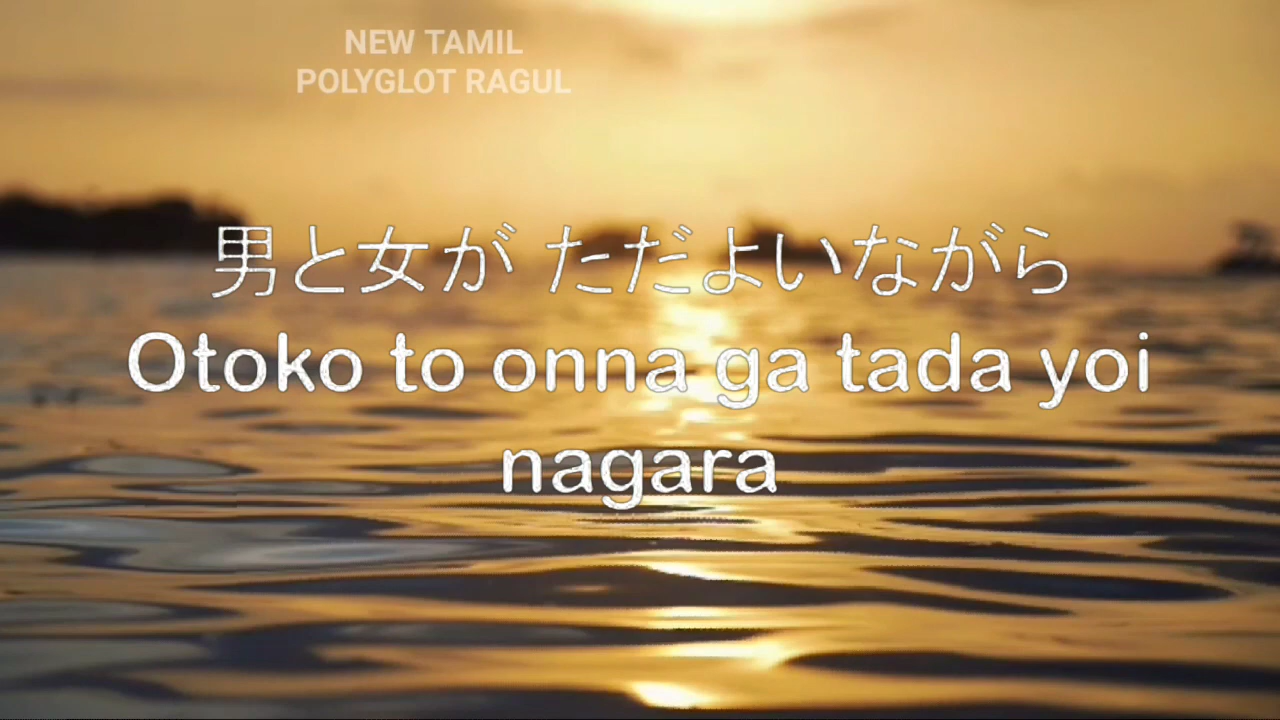 NEW TAMIL
POLYGLOT RAGUL
男と女が ただよいながら
Otoko to onna ga tada yoi
nagara